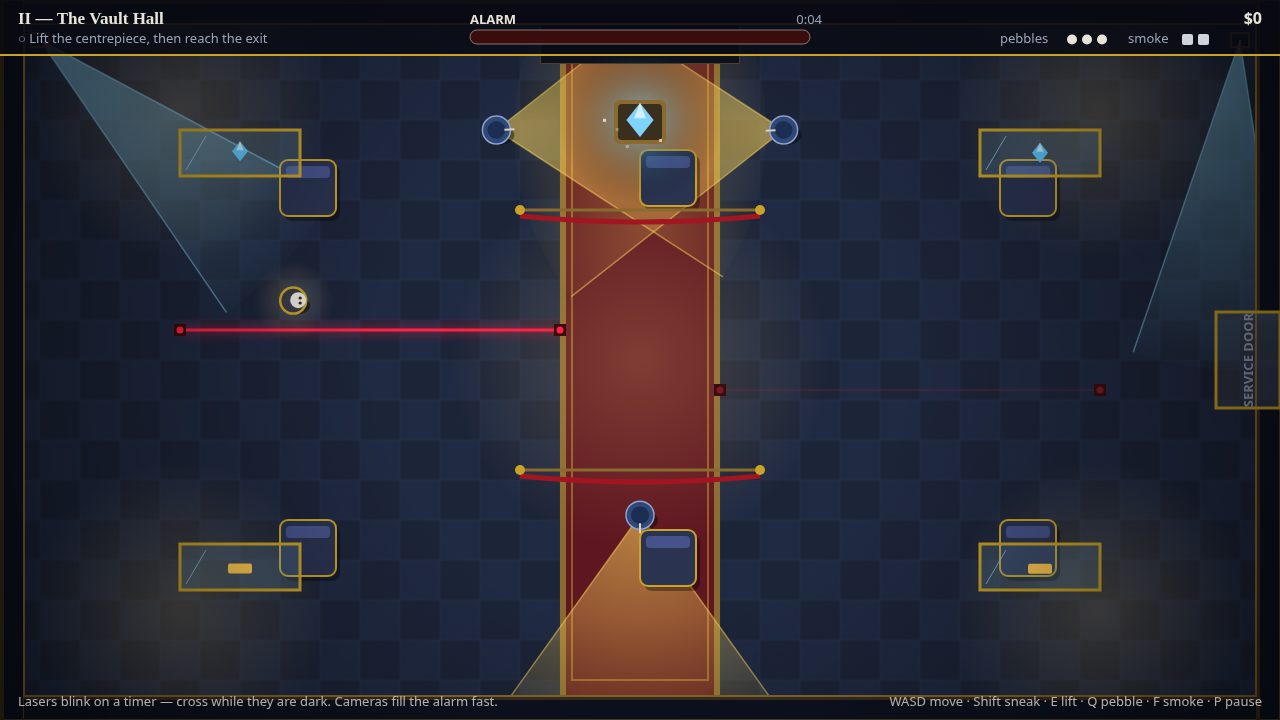 II — The Vault Hall
○ Lift the centrepiece, then reach the exit
ALARM
0:04
$0
pebbles
smoke
SERVICE DOOR
Lasers blink on a timer — cross while they are dark. Cameras fill the alarm fast.
WASD move · Shift sneak · E lift · Q pebble · F smoke · P pause